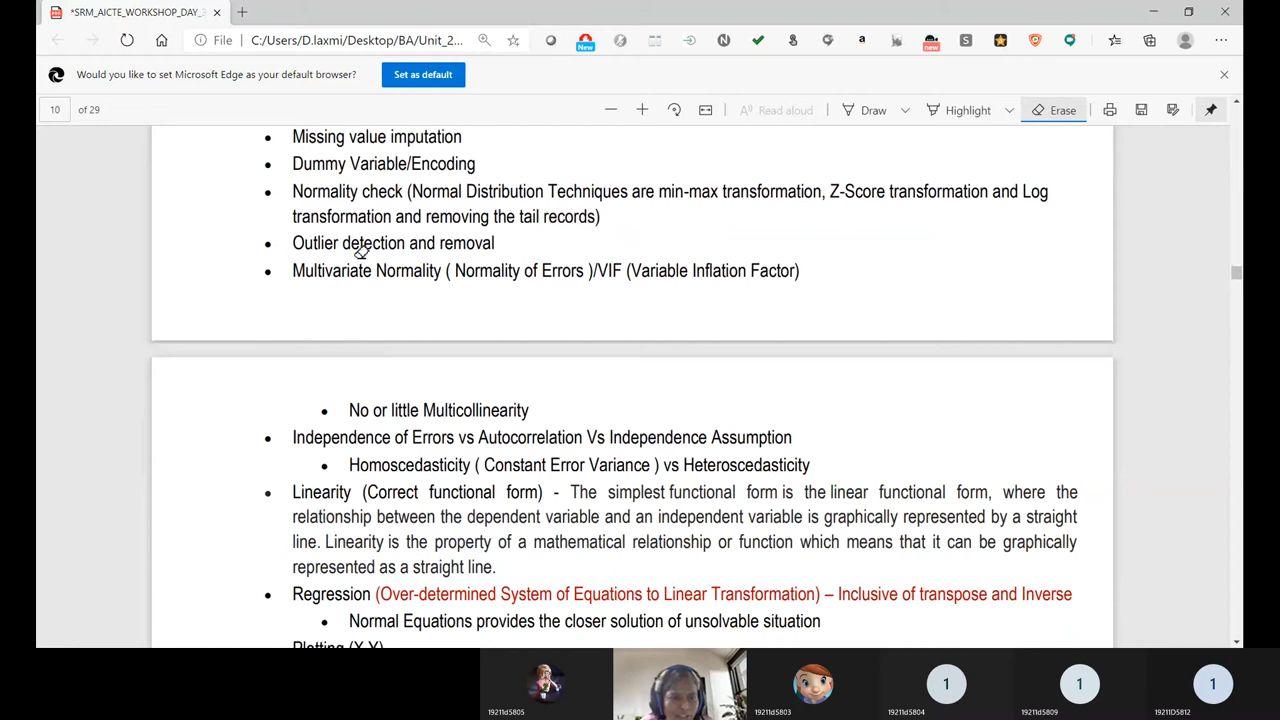 *SRM_AICTE_WORKSHOP_DAY_
File
C:/Users/D.laxmi/Desktop/BA/Unit_2...
New
new
Would you like to set Microsoft Edge as your default browser?
Set as default
10 of 29
Read aloud
Draw
Highlight
Erase
Missing value imputation
Dummy Variable/Encoding
Normality check (Normal Distribution Techniques are min-max transformation, Z-Score transformation and Log
transformation and removing the tail records)
Outlier detection and removal
Multivariate Normality ( Normality of Errors )/VIF (Variable Inflation Factor)
No or little Multicollinearity
Independence of Errors vs Autocorrelation Vs Independence Assumption
Homoscedasticity ( Constant Error Variance ) vs Heteroscedasticity
Linearity (Correct functional form) - The simplest functional form is the linear functional form, where the
relationship between the dependent variable and an independent variable is graphically represented by a straight
line. Linearity is the property of a mathematical relationship or function which means that it can be graphically
represented as a straight line.
Regression (Over-determined System of Equations to Linear Transformation) – Inclusive of transpose and Inverse
Normal Equations provides the closer solution of unsolvable situation
Plotting (X,Y)
1
1
1
19211d5805
19211d5803
19211d5804
19211d5809
19211D5812